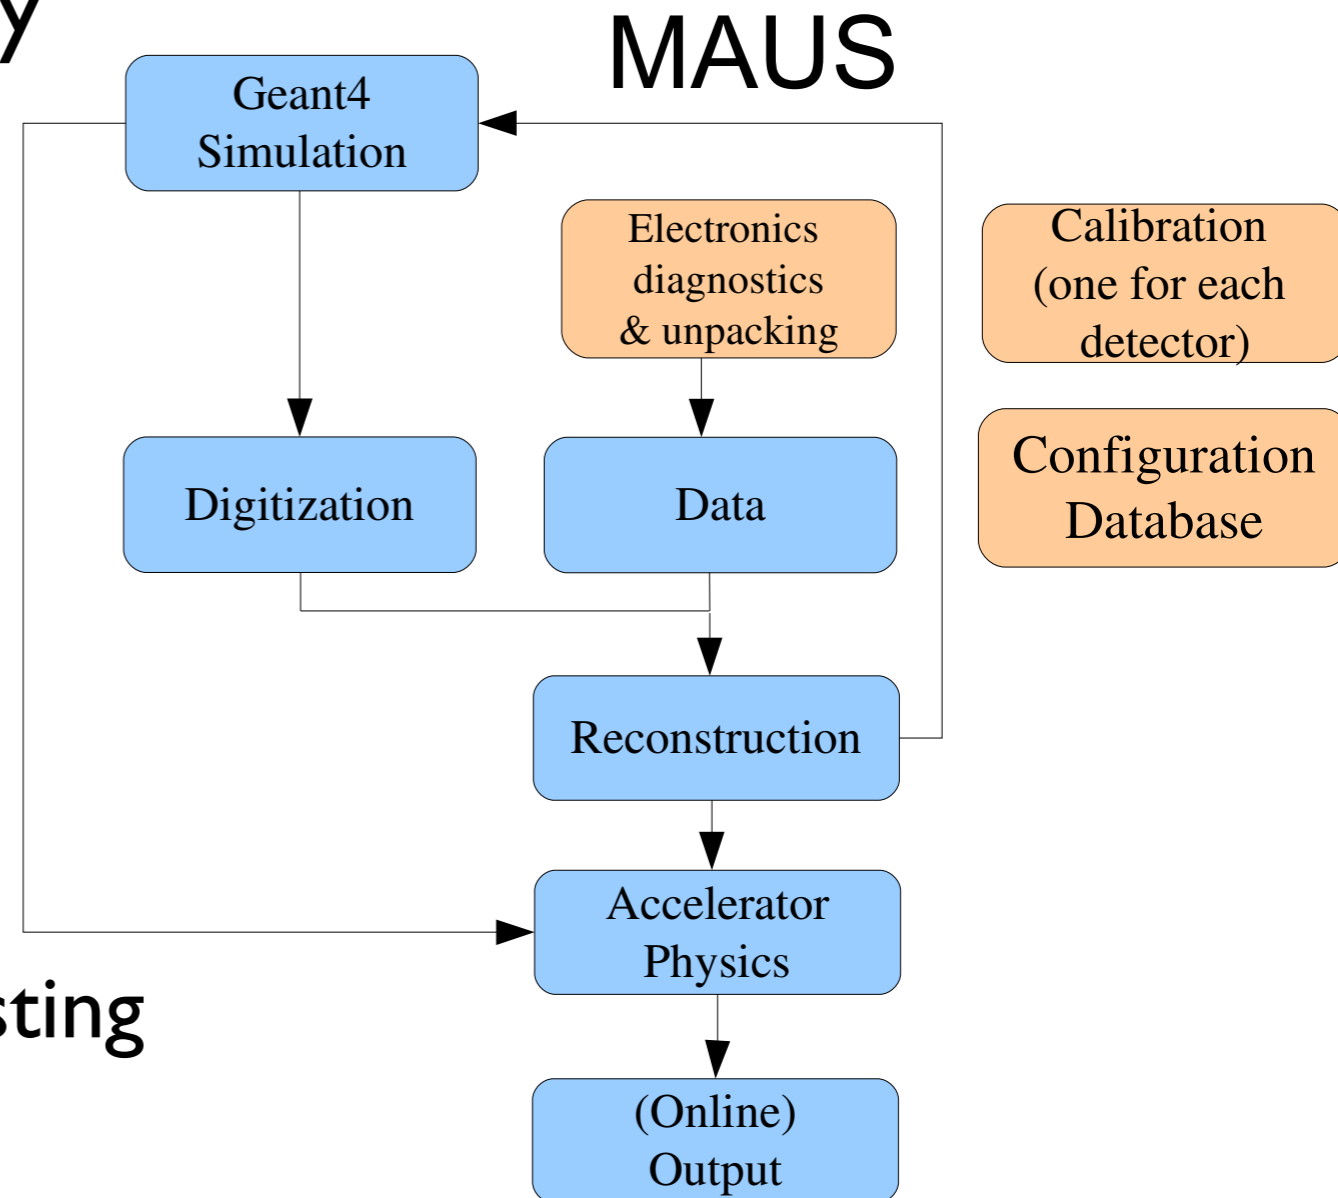 y
MAUS
Geant4
Simulation
Electronics
diagnostics
& unpacking
Calibration
(one for each
detector)
Configuration
Database
Digitization
Data
Reconstruction
Accelerator
Physics
sting
(Online)
Output